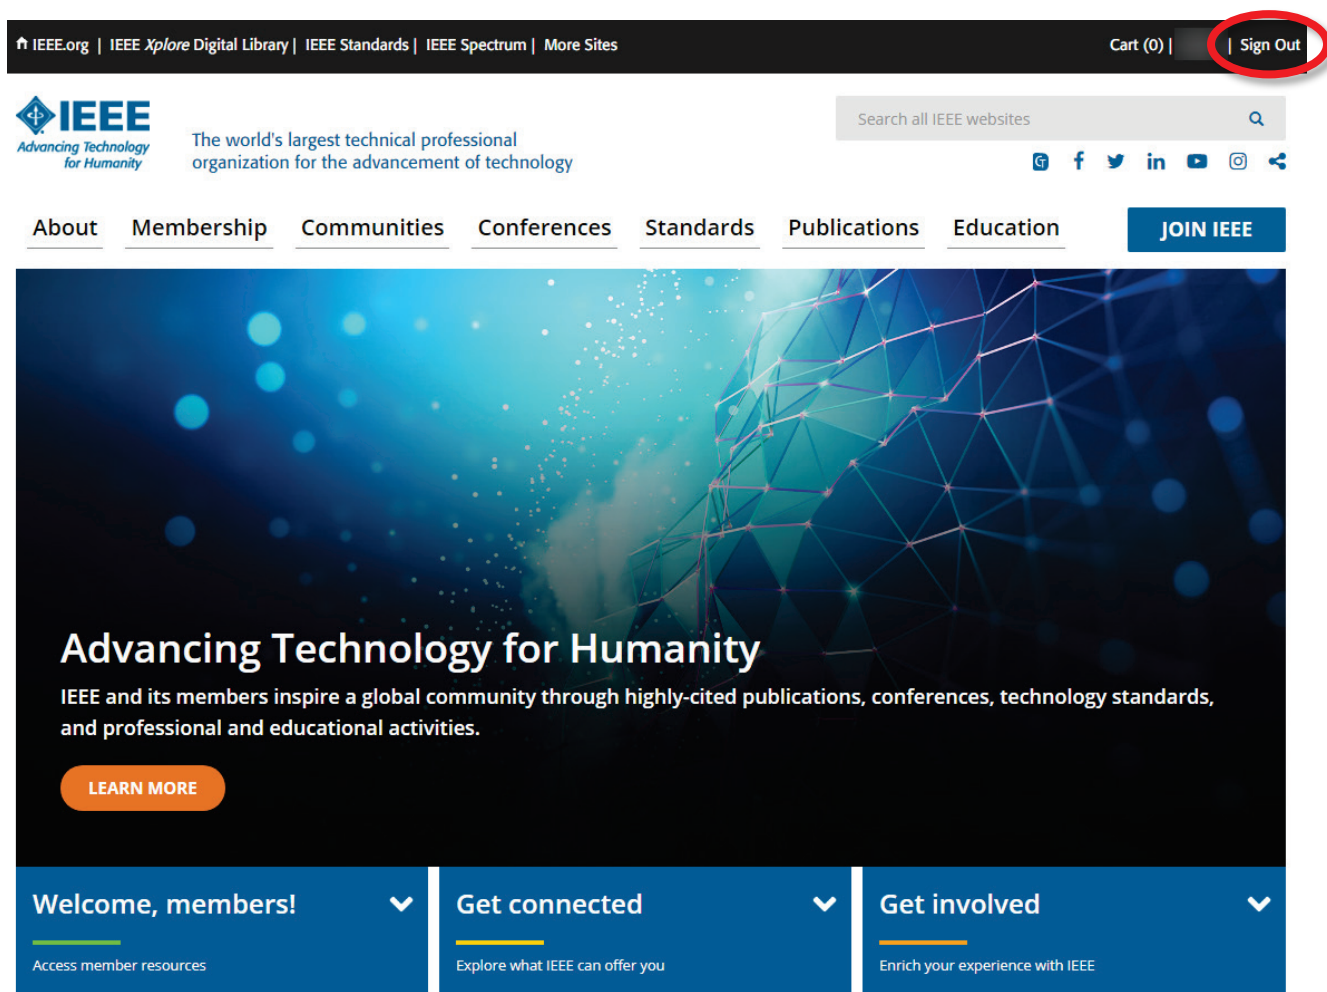 IEEE.org | IEEE Xplore Digital Library | IEEE Standards | IEEE Spectrum | More Sites
Cart (0) | | Sign Out
IEEE
Advancing Technology
for Humanity
The world's largest technical professional
organization for the advancement of technology
Search all IEEE websites
About Membership Communities Conferences Standards Publications Education
JOIN IEEE
Advancing Technology for Humanity
IEEE and its members inspire a global community through highly-cited publications, conferences, technology standards,
and professional and educational activities.
LEARN MORE
Welcome, members!
Access member resources
Get connected
Explore what IEEE can offer you
Get involved
Enrich your experience with IEEE